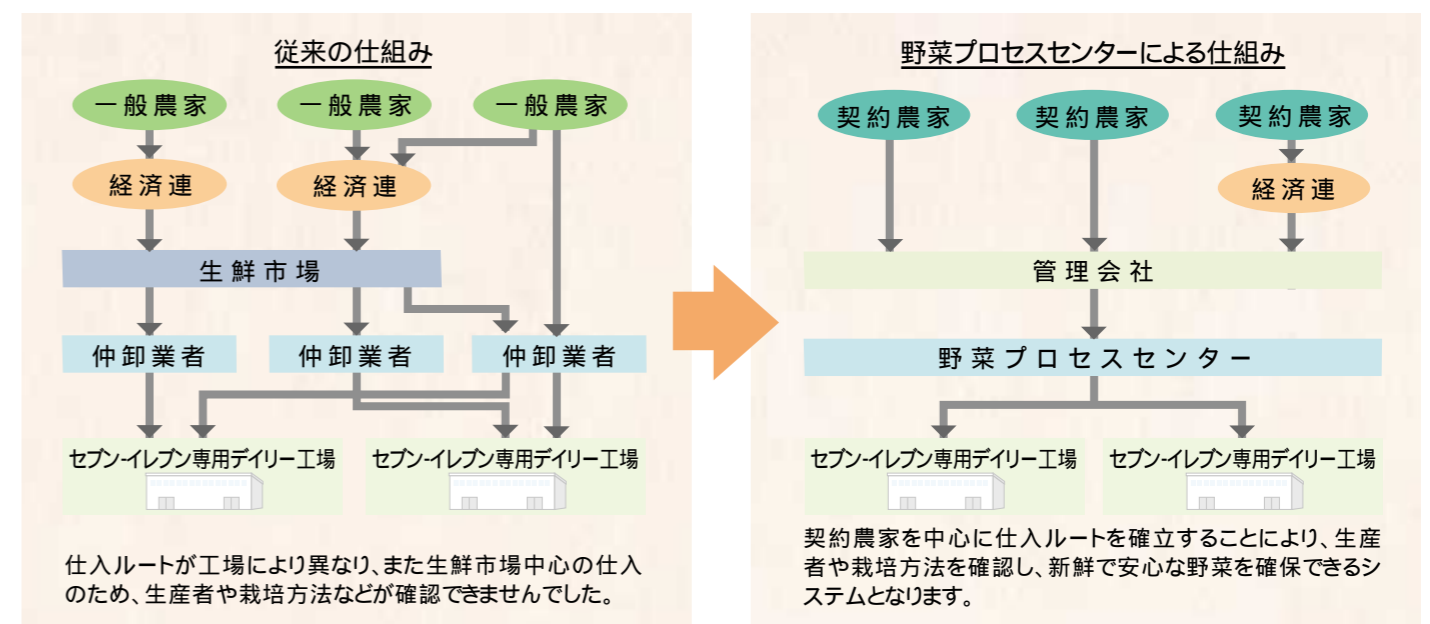 従来の仕組み
一般農家
一般農家
一般農家
経済連
経済連
生鮮市場
仲卸業者
仲卸業者
仲卸業者
セブン-イレブン専用デイリー工場
セブン-イレブン専用デイリー工場
仕入ルートが工場により異なり、また生鮮市場中心の仕入
のため、生産者や栽培方法などが確認できませんでした。
野菜プロセスセンターによる仕組み
契約農家
契約農家
契約農家
経済連
管理会社
野菜プロセスセンター
セブン-イレブン専用デイリー工場
セブン-イレブン専用デイリー工場
契約農家を中心に仕入ルートを確立することにより、生産
者や栽培方法を確認し、新鮮で安心な野菜を確保できるシ
ステムとなります。